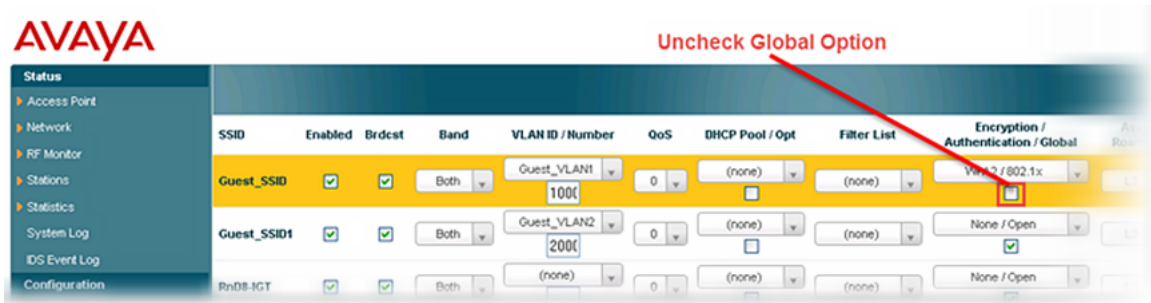 AVAYA
Uncheck Global Option
Status
Access Point
Network
RF Monitor
Stations
Statistics
System Log
IDS Event Log
Configuration
SSID Enabled Brdcst Band VLAN ID / Number QoS DHCP Pool / Opt Filter List Encryption / Authentication / Global
Guest_SSID Both Guest_VLAN1 1000 0 (none) (none) / 802.1x
Guest_SSID1 Both Guest_VLAN2 2000 0 (none) (none) None / Open
RnD8-IGT Both (none) 0 (none) (none) None / Open